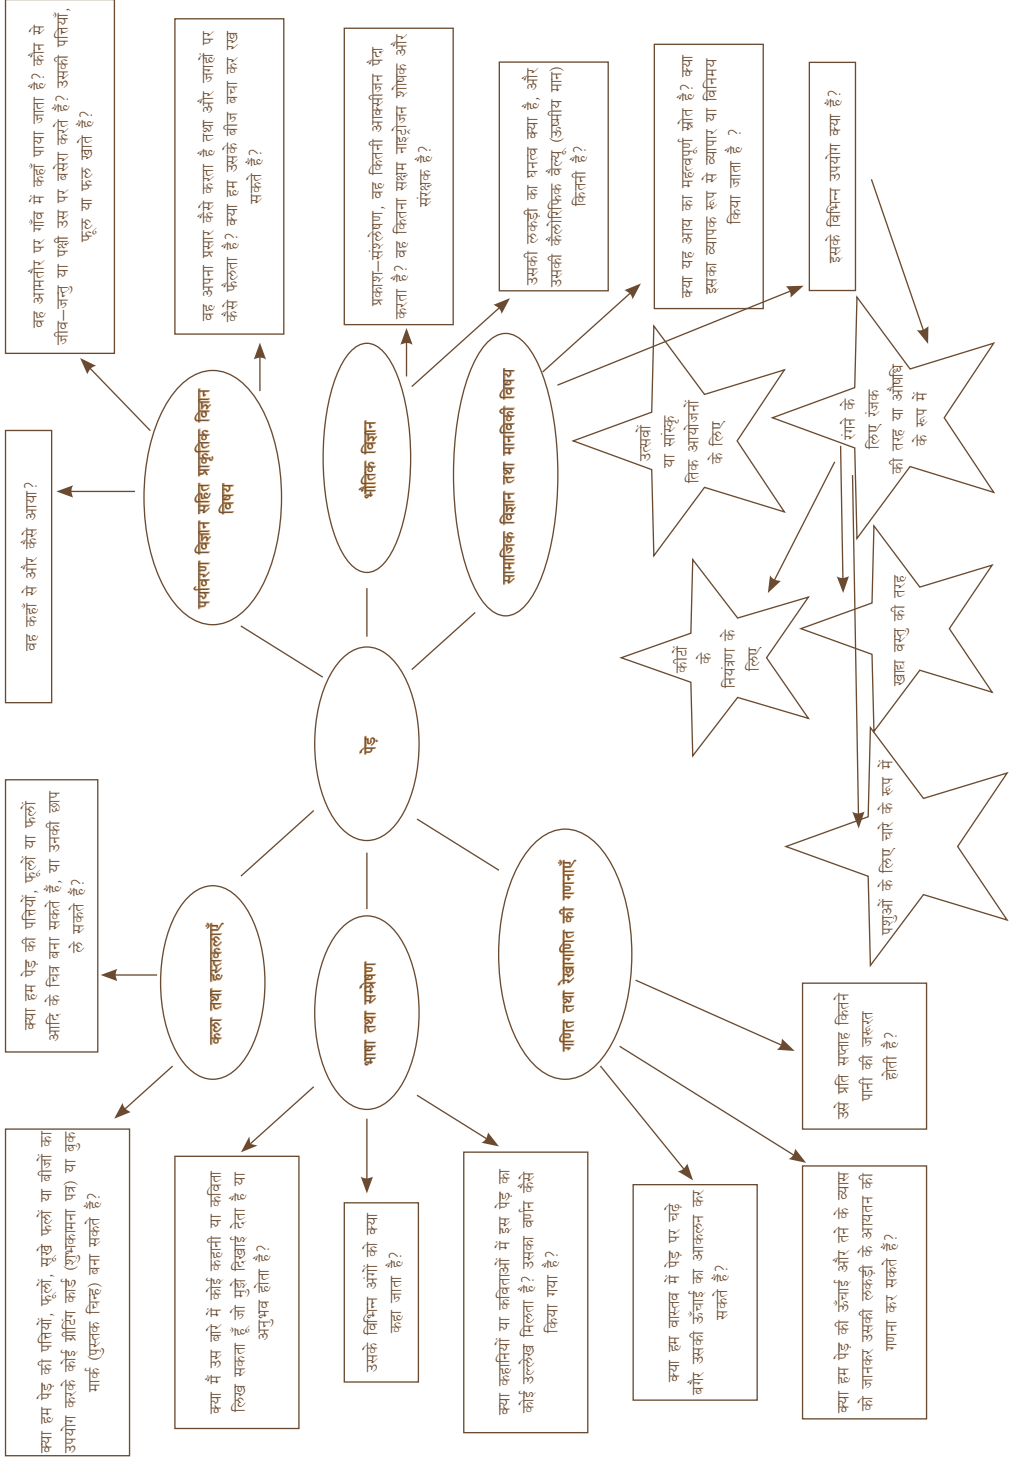 पेड़
पर्यावरण विज्ञान सहित प्राकृतिक विज्ञान
विषय
वह कहाँ से और कैसे आया?
वह आमतौर पर गाँव में कहाँ पाया जाता है? कौन से
जीव–जन्तु या पक्षी उस पर बसेरा करते हैं? उसकी पत्तियाँ,
फूल या फल खाते हैं?
वह अपना प्रसार कैसे करता है तथा और जगहों पर
कैसे फैलता है? क्या हम उसके बीज बचा कर रख
सकते हैं?
भौतिक विज्ञान
प्रकाश–संश्लेषण, वह कितनी आक्सीजन पैदा
करता है? वह कितना सक्षम नाइट्रोजन शोषक और
संरक्षक है?
उसकी लकड़ी का घनत्व क्या है, और
उसकी कैलोरिफिक वैल्यू (ऊष्मीय मान)
कितनी है?
सामाजिक विज्ञान तथा मानविकी विषय
क्या यह आय का महत्वपूर्ण स्रोत है? क्या
इसका व्यापक रूप से व्यापार या विनिमय
किया जाता है ?
इसके विभिन्न उपयोग क्या हैं?
उत्सवों
या सांस्कृ
तिक आयोजनों
के लिए
रंगने के
लिए रंजक
की तरह या औषधि
के रूप में
कीटों
के
नियंत्रण के
लिए
खाद्य वस्तु की तरह
पशुओं के लिए चारे के रूप में
कला तथा हस्तकलाएँ
क्या हम पेड़ की पत्तियों, फूलों या फलों
आदि के चित्र बना सकते हैं, या उनकी छाप
ले सकते हैं?
क्या हम पेड़ की पत्तियों, फूलों, सूखे फलों या बीजों का
उपयोग करके कोई ग्रीटिंग कार्ड (शुभकामना पत्र) या बुक
मार्क (पुस्तक चिन्ह) बना सकते हैं?
भाषा तथा सम्प्रेषण
क्या मैं उस बारे में कोई कहानी या कविता
लिख सकता हूँ जो मुझे दिखाई देता है या
अनुभव होता है?
उसके विभिन्न अंगों को क्या
कहा जाता है?
क्या कहानियों या कविताओं में इस पेड़ का
कोई उल्लेख मिलता है? उसका वर्णन कैसे
किया गया है?
गणित तथा रेखागणित की गणनाएँ
क्या हम वास्तव में पेड़ पर चढ़े
बगैर उसकी ऊँचाई का आकलन कर
सकते हैं?
क्या हम पेड़ की ऊँचाई और तने के व्यास
को जानकर उसकी लकड़ी के आयतन की
गणना कर सकते हैं?
उसे प्रति सप्ताह कितने
पानी की जरूरत
होती है?